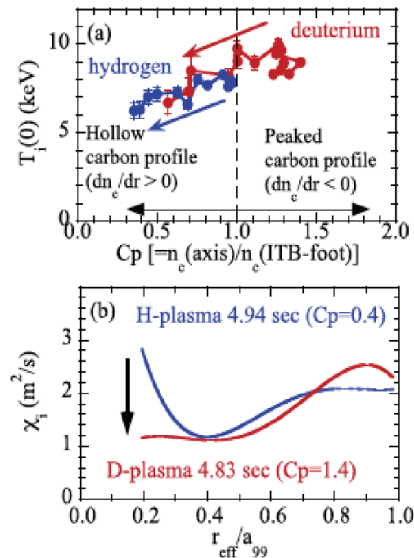 (a)
deuterium
hydrogen
Hollow
carbon profile
(dn_c/dr > 0)
Peaked
carbon profile
(dn_c/dr < 0)
T_i(0) (keV)
15
10
5
0
0.0 0.5 1.0 1.5 2.0
Cp [=n_c(axis)/n_c(ITB-foot)]
(b)
H-plasma 4.94 sec (Cp=0.4)
D-plasma 4.83 sec (Cp=1.4)
χ_i (m²/s)
3
2
1
0
0.0 0.2 0.4 0.6 0.8 1.0
r_eff/a_99